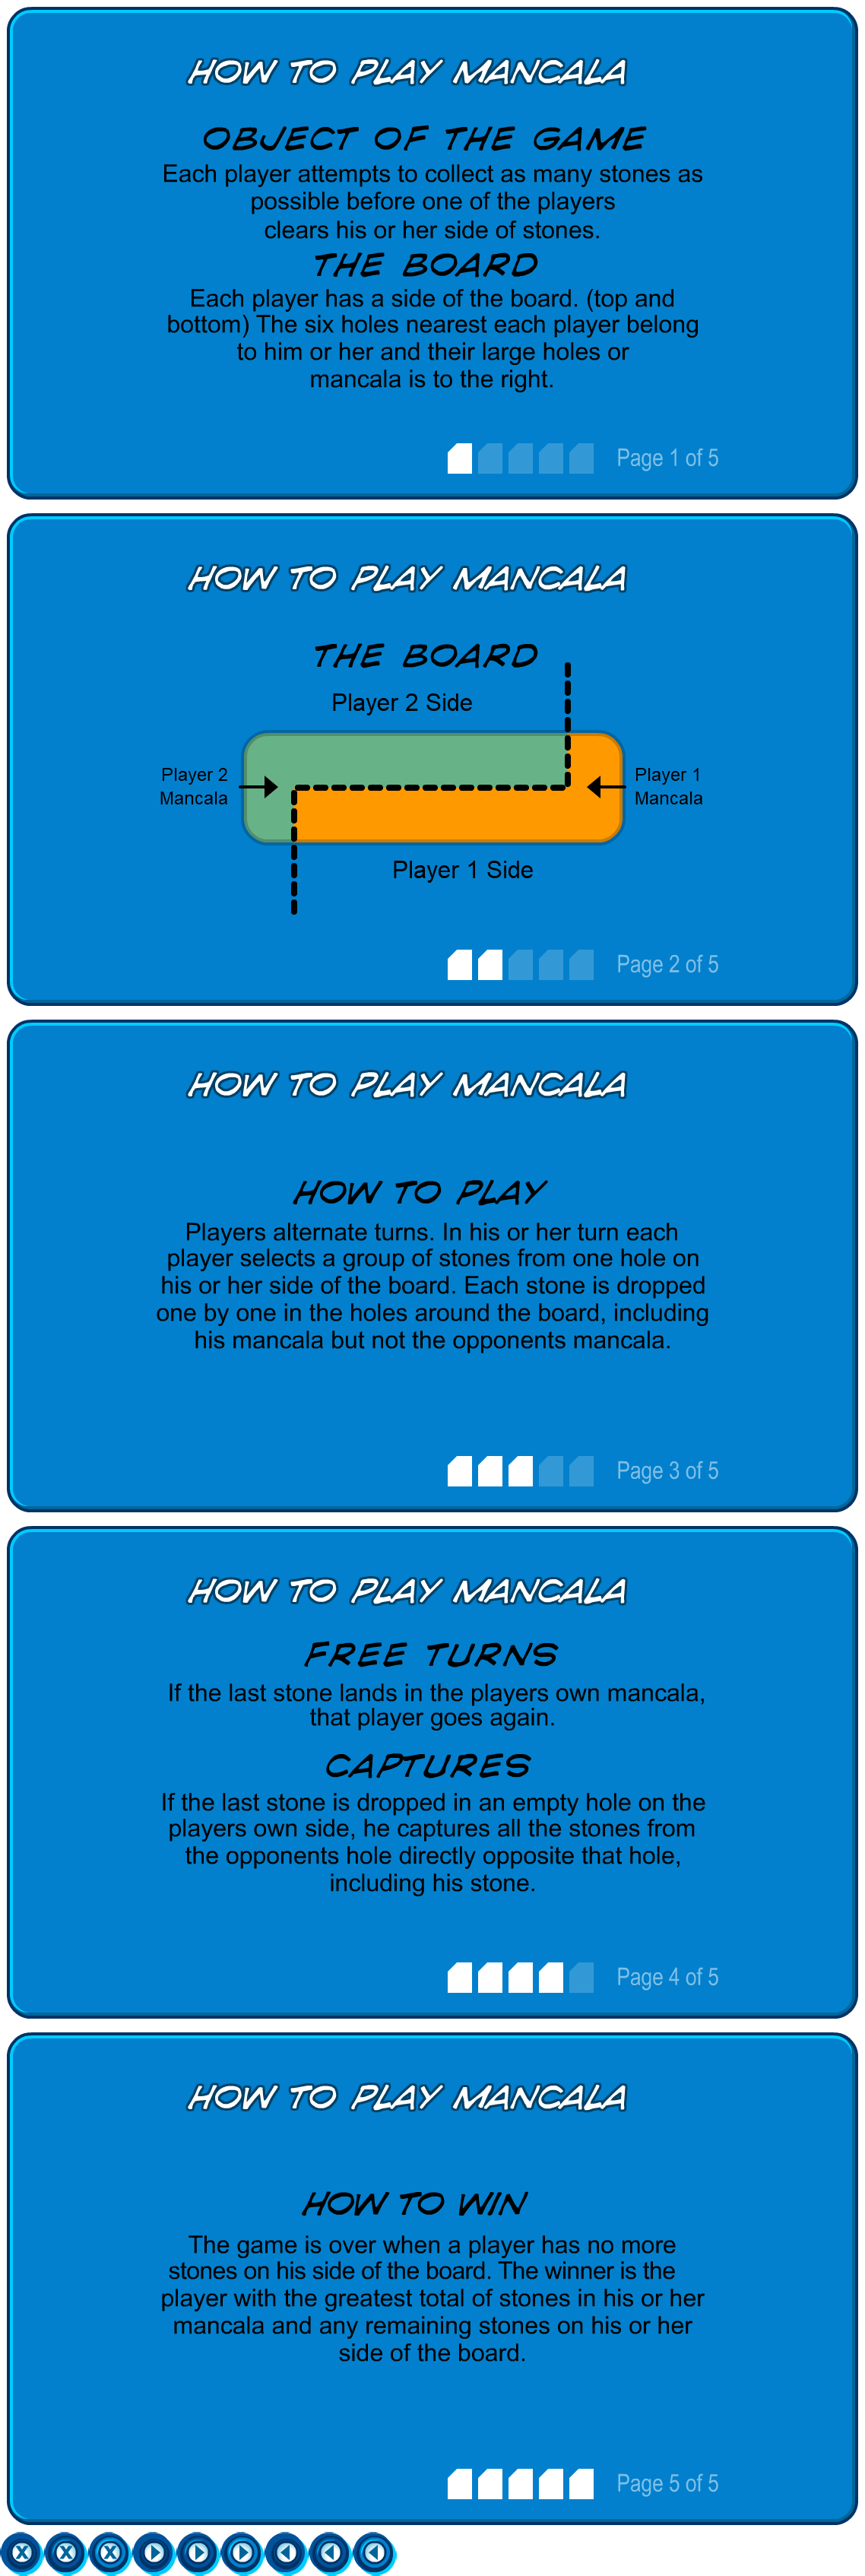 HOW TO PLAY MANCALA
OBJECT OF THE GAME
Each player attempts to collect as many stones as
possible before one of the players
clears his or her side of stones.
THE BOARD
Each player has a side of the board. (top and
bottom) The six holes nearest each player belong
to him or her and their large holes or
mancala is to the right.
Page 1 of 5
HOW TO PLAY MANCALA
THE BOARD
Player 2 Side
Player 2
Mancala
Player 1
Mancala
Player 1 Side
Page 2 of 5
HOW TO PLAY MANCALA
HOW TO PLAY
Players alternate turns. In his or her turn each
player selects a group of stones from one hole on
his or her side of the board. Each stone is dropped
one by one in the holes around the board, including
his mancala but not the opponents mancala.
Page 3 of 5
HOW TO PLAY MANCALA
FREE TURNS
If the last stone lands in the players own mancala,
that player goes again.
CAPTURES
If the last stone is dropped in an empty hole on the
players own side, he captures all the stones from
the opponents hole directly opposite that hole,
including his stone.
Page 4 of 5
HOW TO PLAY MANCALA
HOW TO WIN
The game is over when a player has no more
stones on his side of the board. The winner is the
player with the greatest total of stones in his or her
mancala and any remaining stones on his or her
side of the board.
Page 5 of 5
X X X